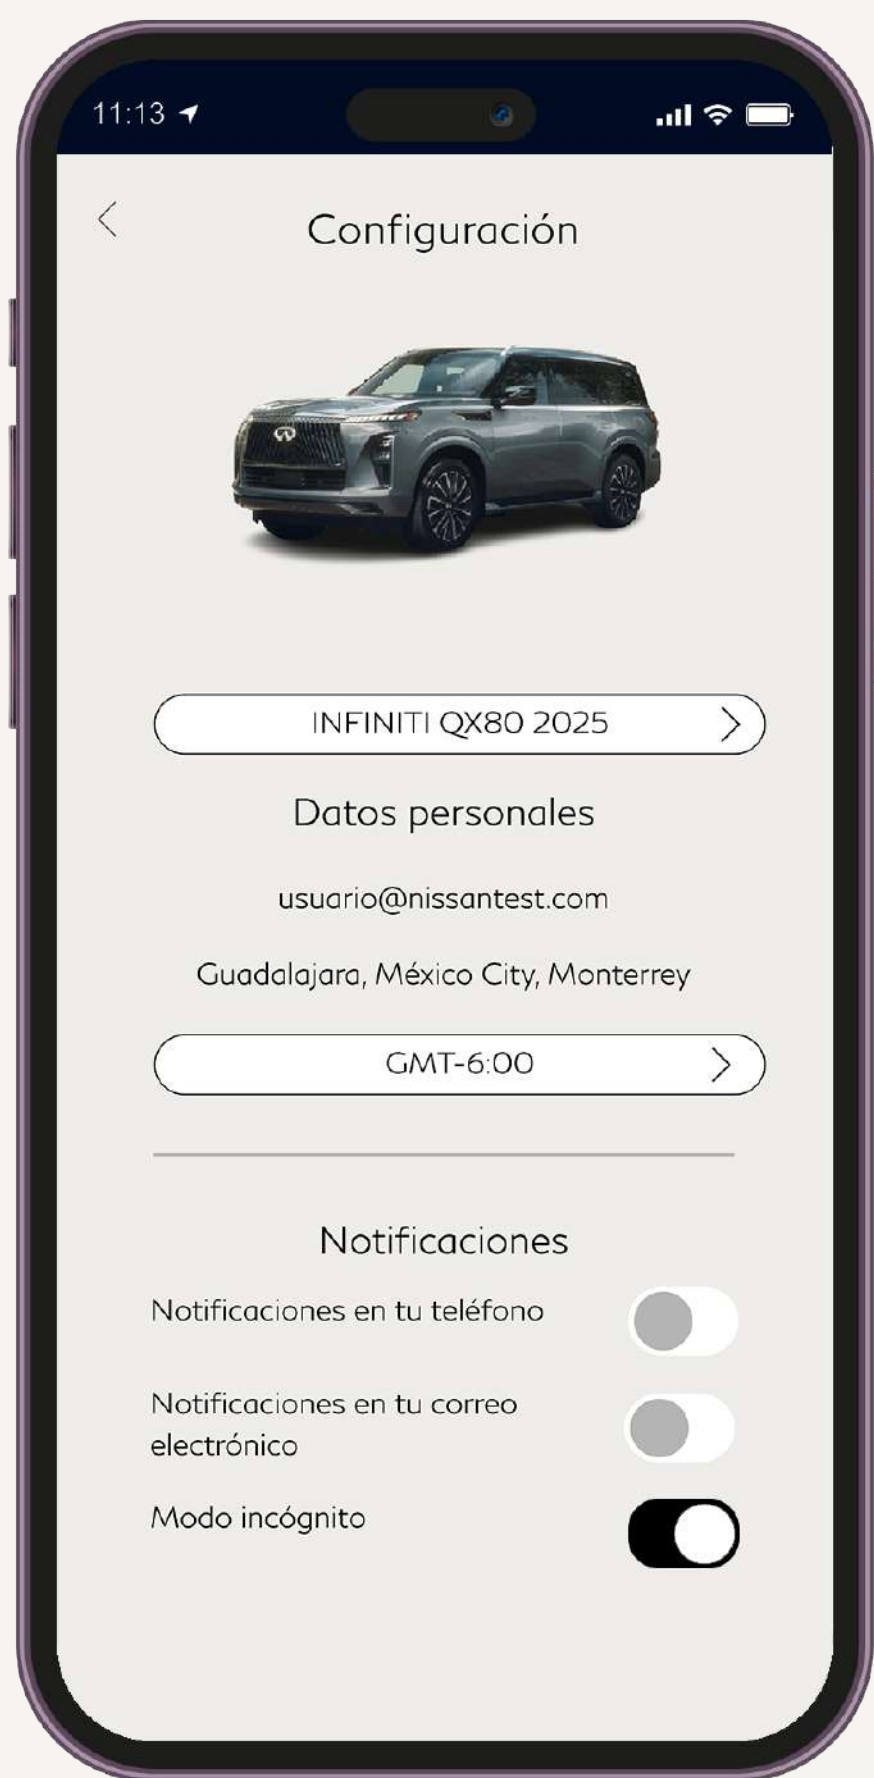 11:13
Configuración
INFINITI QX80 2025
Datos personales
usuario@nissantest.com
Guadalajara, México City, Monterrey
GMT-6:00
Notificaciones
Notificaciones en tu teléfono
Notificaciones en tu correo
electrónico
Modo incógnito